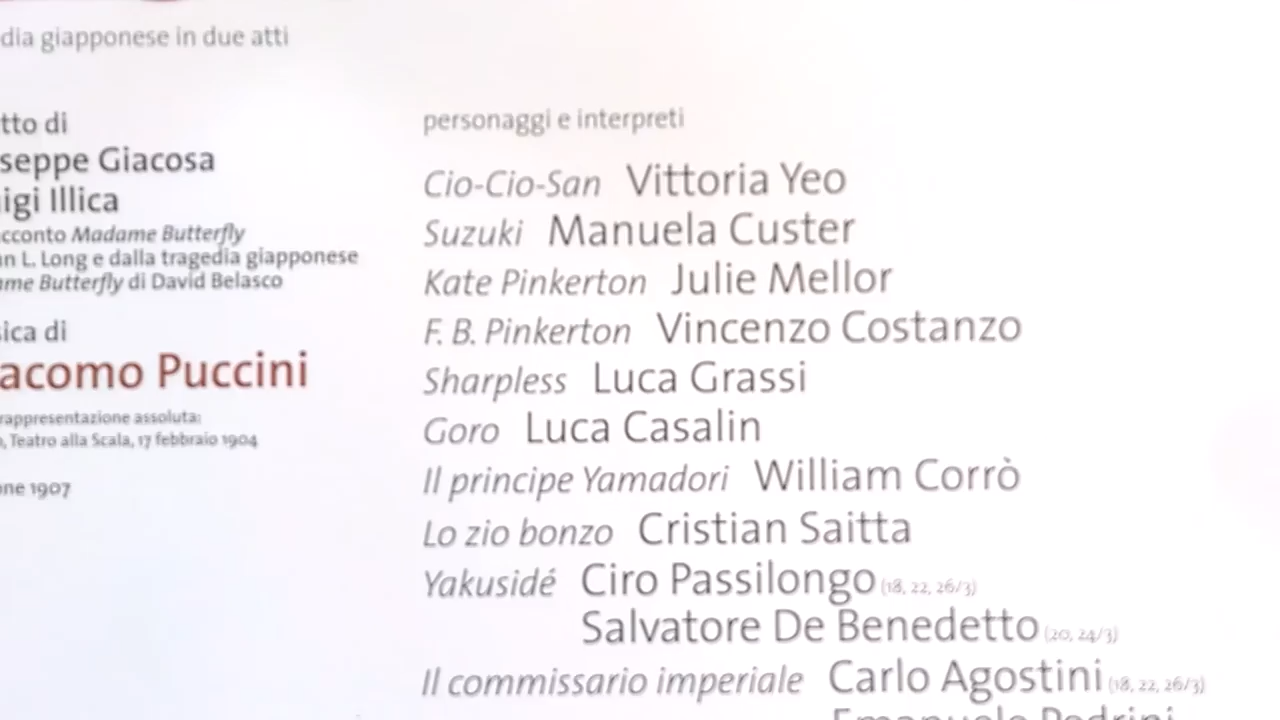 dia giapponese in due atti
tto di
seppe Giacosa
igi Illica
cconto Madame Butterfly
n L. Long e dalla tragedia giapponese
me Butterfly di David Belasco
ica di
acomo Puccini
rappresentazione assoluta:
, Teatro alla Scala, 17 febbraio 1904
one 1907
personaggi e interpreti
Cio-Cio-San Vittoria Yeo
Suzuki Manuela Custer
Kate Pinkerton Julie Mellor
F. B. Pinkerton Vincenzo Costanzo
Sharpless Luca Grassi
Goro Luca Casalin
Il principe Yamadori William Corrò
Lo zio bonzo Cristian Saitta
Yakusidé Ciro Passilongo (18, 22, 26/3)
Salvatore De Benedetto (20, 24/3)
Il commissario imperiale Carlo Agostini (18, 22, 26/3)